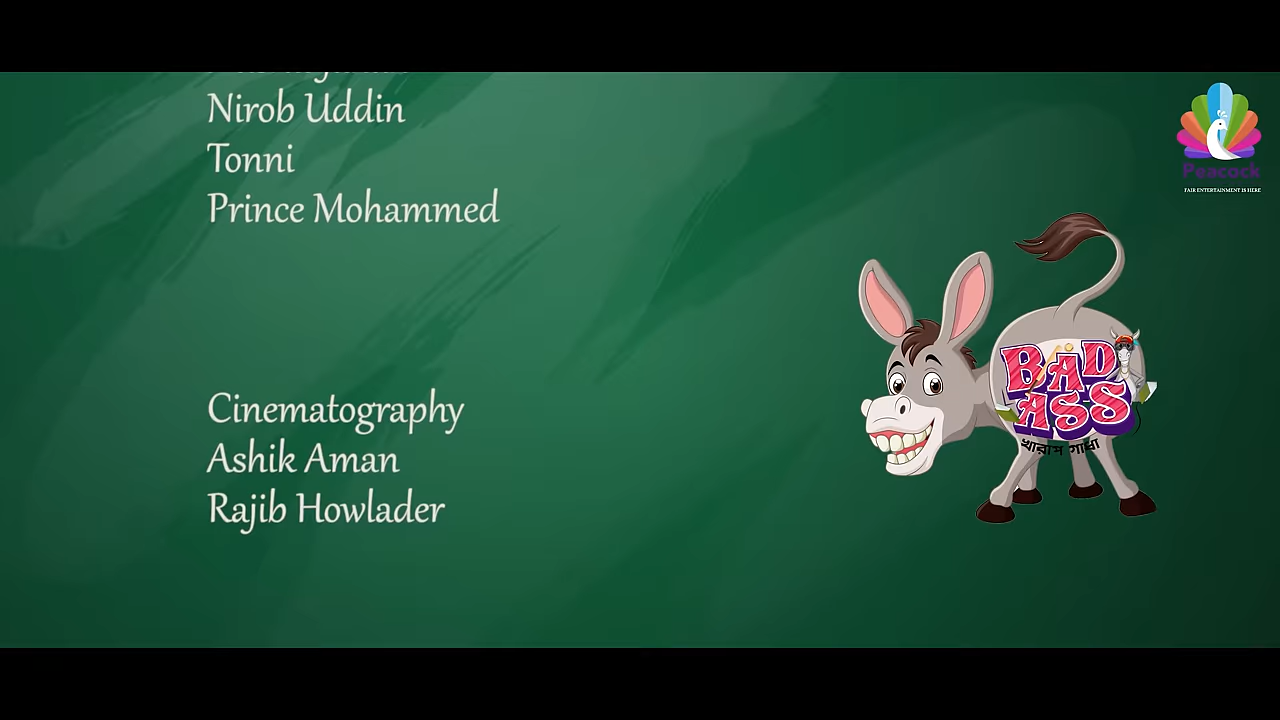 Nirob Uddin
Tonni
Prince Mohammed
Cinematography
Ashik Aman
Rajib Howlader
Peacock
FAIR ENTERTAINMENT IS HERE
BAD
ASS
খারাপ গাধা